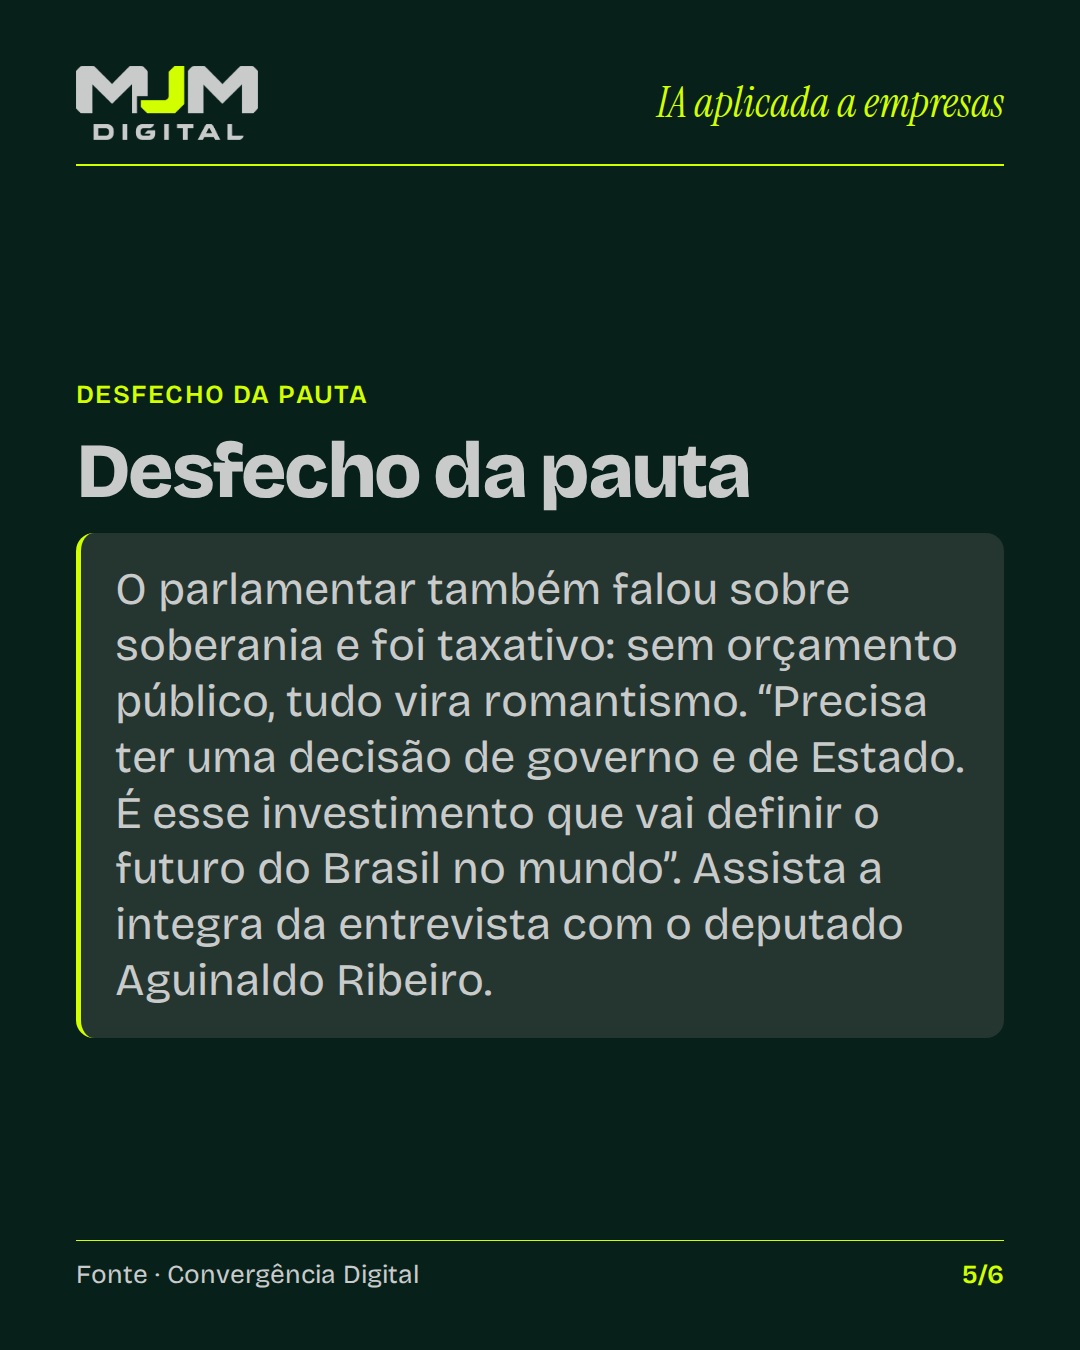 MJM
DIGITAL
IA aplicada a empresas
DESFECHO DA PAUTA
Desfecho da pauta
O parlamentar também falou sobre
soberania e foi taxativo: sem orçamento
público, tudo vira romantismo. “Precisa
ter uma decisão de governo e de Estado.
É esse investimento que vai definir o
futuro do Brasil no mundo”. Assista a
integra da entrevista com o deputado
Aguinaldo Ribeiro.
Fonte · Convergência Digital
5/6